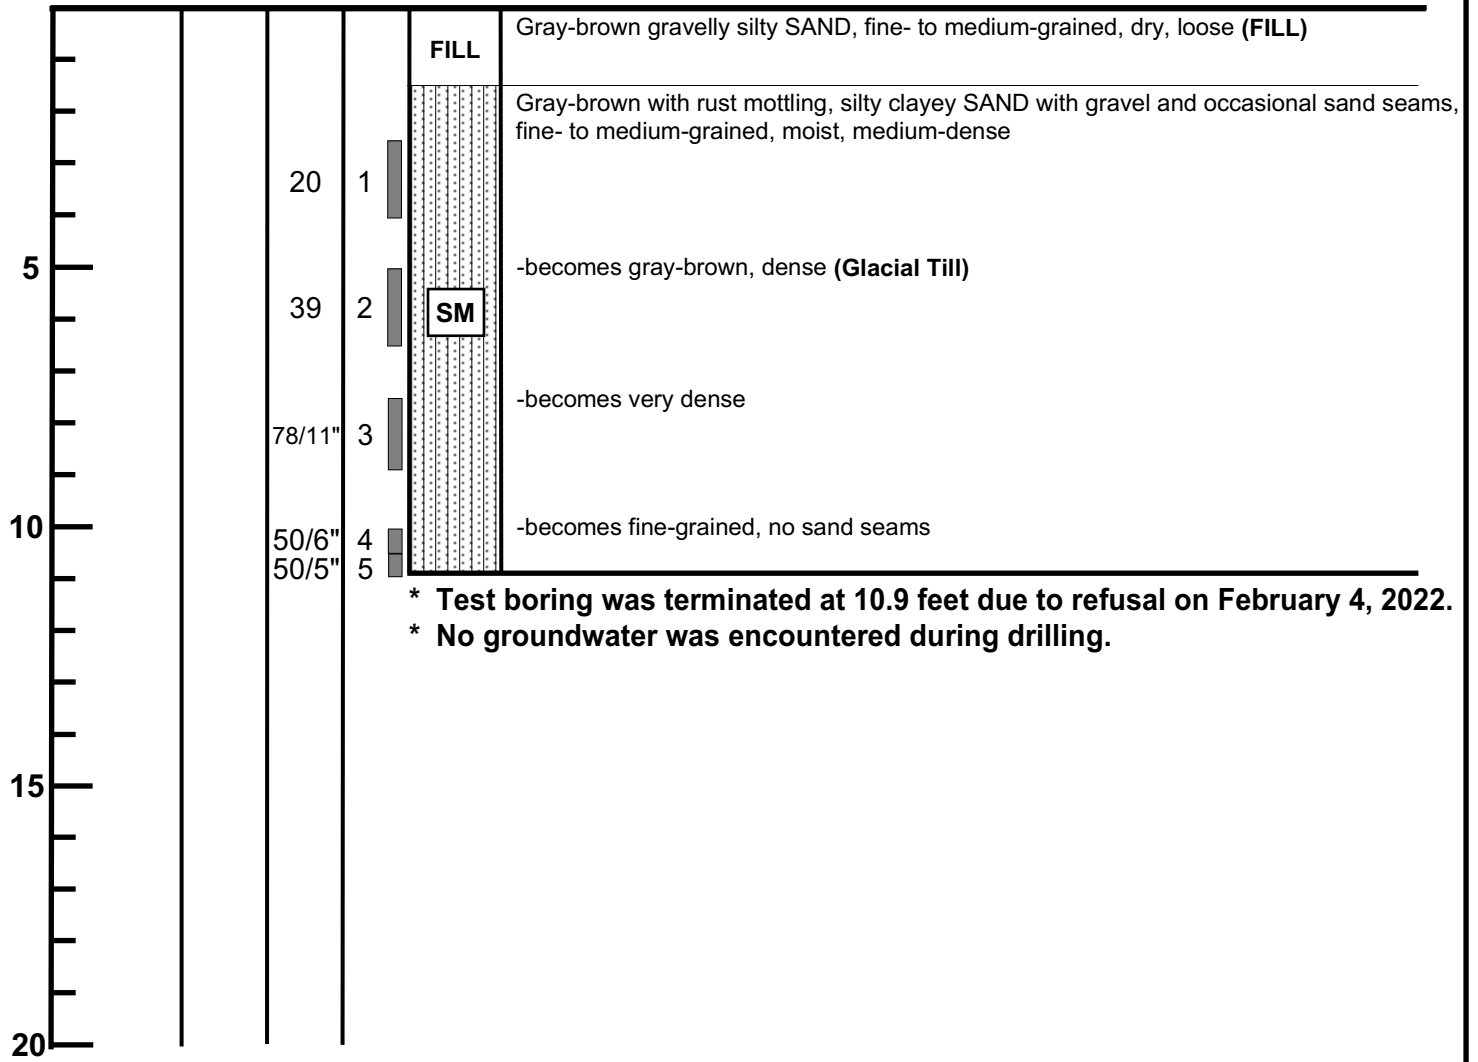 Gray-brown gravelly silty SAND, fine- to medium-grained, dry, loose (FILL)
FILL
Gray-brown with rust mottling, silty clayey SAND with gravel and occasional sand seams,
fine- to medium-grained, moist, medium-dense
20 1
5 -becomes gray-brown, dense (Glacial Till)
39 2 SM
-becomes very dense
78/11" 3
10 -becomes fine-grained, no sand seams
50/6" 4
50/5" 5
* Test boring was terminated at 10.9 feet due to refusal on February 4, 2022.
* No groundwater was encountered during drilling.
15
20